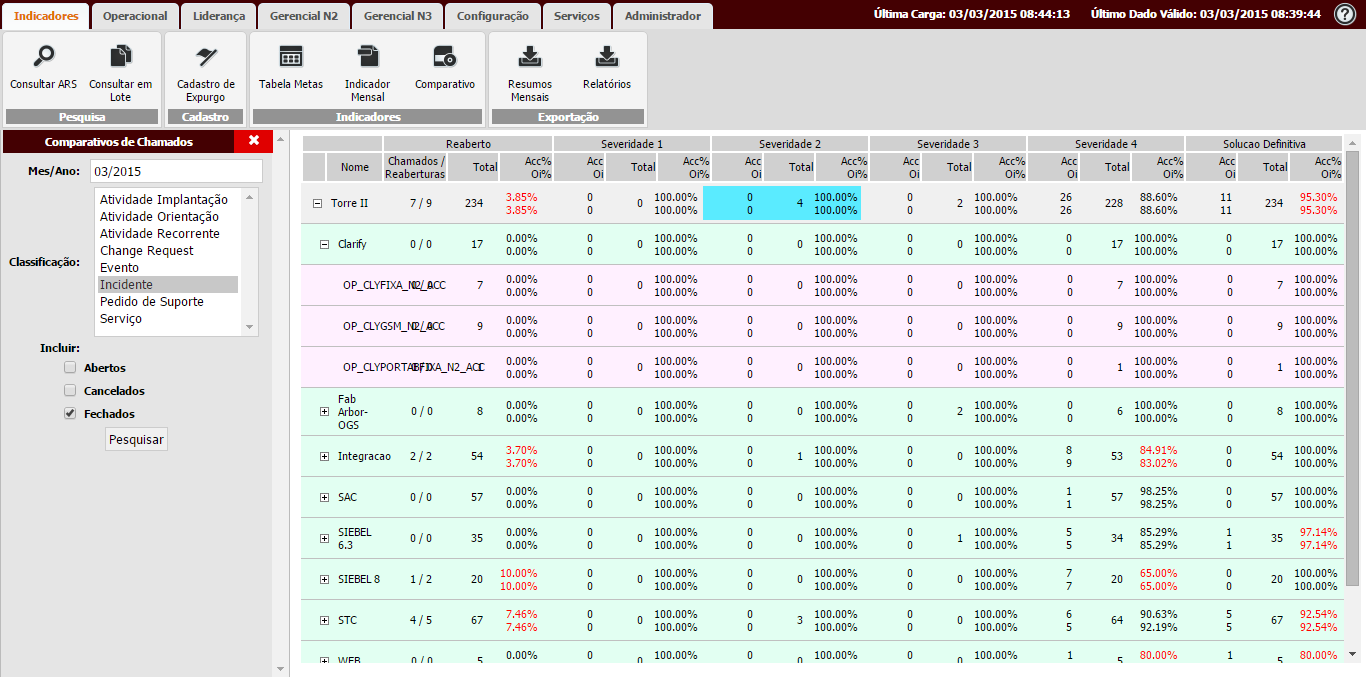 Indicadores Operacional Liderança Gerencial N2 Gerencial N3 Configuração Serviços Administrador Última Carga: 03/03/2015 08:44:13 Último Dado Válido: 03/03/2015 08:39:44 ?
Consultar ARS Consultar em Lote
Cadastro de Expurgo
Tabela Metas Indicador Mensal Comparativo
Resumos Mensais Relatórios
Pesquisa Cadastro Indicadores Exportação
Comparativos de Chamados
Mes/Ano: 03/2015
Classificação:
Atividade Implantação
Atividade Orientação
Atividade Recorrente
Change Request
Evento
Incidente
Pedido de Suporte
Serviço
Incluir:
Abertos
Cancelados
Fechados
Pesquisar
Reaberto Severidade 1 Severidade 2 Severidade 3 Severidade 4 Solucao Definitiva
Nome Chamados / Reaberturas Total Acc% Oi% Acc Oi Total Acc% Oi% Acc Oi Total Acc% Oi% Acc Oi Total Acc% Oi% Acc Oi Total Acc% Oi% Acc Oi Total Acc% Oi%
3.85% 0 100.00% 0 100.00% 0 100.00% 26 88.60% 11 95.30%
Torre II 7 / 9 234 0 4 2 228 234
3.85% 0 100.00% 0 100.00% 0 100.00% 26 88.60% 11 95.30%
0.00% 0 100.00% 0 100.00% 0 100.00% 0 100.00% 0 100.00%
Clarify 0 / 0 17 0 0 0 17 17
0.00% 0 100.00% 0 100.00% 0 100.00% 0 100.00% 0 100.00%
0.00% 0 100.00% 0 100.00% 0 100.00% 0 100.00% 0 100.00%
OP_CLYFIXA_N2_ACC 0 / 0 7 0 0 0 7 7
0.00% 0 100.00% 0 100.00% 0 100.00% 0 100.00% 0 100.00%
0.00% 0 100.00% 0 100.00% 0 100.00% 0 100.00% 0 100.00%
OP_CLYGSM_N2_ACC 0 / 0 9 0 0 0 9 9
0.00% 0 100.00% 0 100.00% 0 100.00% 0 100.00% 0 100.00%
0.00% 0 100.00% 0 100.00% 0 100.00% 0 100.00% 0 100.00%
OP_CLYPORTABFIXA_N2_ACC 0 / 0 1 0 0 0 1 1
0.00% 0 100.00% 0 100.00% 0 100.00% 0 100.00% 0 100.00%
0.00% 0 100.00% 0 100.00% 0 100.00% 0 100.00% 0 100.00%
Fab Arbor-OGS 0 / 0 8 0 0 2 6 8
0.00% 0 100.00% 0 100.00% 0 100.00% 0 100.00% 0 100.00%
3.70% 0 100.00% 0 100.00% 0 100.00% 8 84.91% 0 100.00%
Integracao 2 / 2 54 0 1 0 53 54
3.70% 0 100.00% 0 100.00% 0 100.00% 9 83.02% 0 100.00%
0.00% 0 100.00% 0 100.00% 0 100.00% 1 98.25% 0 100.00%
SAC 0 / 0 57 0 0 0 57 57
0.00% 0 100.00% 0 100.00% 0 100.00% 1 98.25% 0 100.00%
0.00% 0 100.00% 0 100.00% 0 100.00% 5 85.29% 1 97.14%
SIEBEL 6.3 0 / 0 35 0 0 1 34 35
0.00% 0 100.00% 0 100.00% 0 100.00% 5 85.29% 1 97.14%
10.00% 0 100.00% 0 100.00% 0 100.00% 7 65.00% 0 100.00%
SIEBEL 8 1 / 2 20 0 0 0 20 20
10.00% 0 100.00% 0 100.00% 0 100.00% 7 65.00% 0 100.00%
7.46% 0 100.00% 0 100.00% 0 100.00% 6 90.63% 5 92.54%
STC 4 / 5 67 0 3 0 64 67
7.46% 0 100.00% 0 100.00% 0 100.00% 5 92.19% 5 92.54%
0.00% 0 100.00% 0 100.00% 0 100.00% 1 80.00% 1 80.00%
WEB 0 / 0 5 0 0 0 5 5